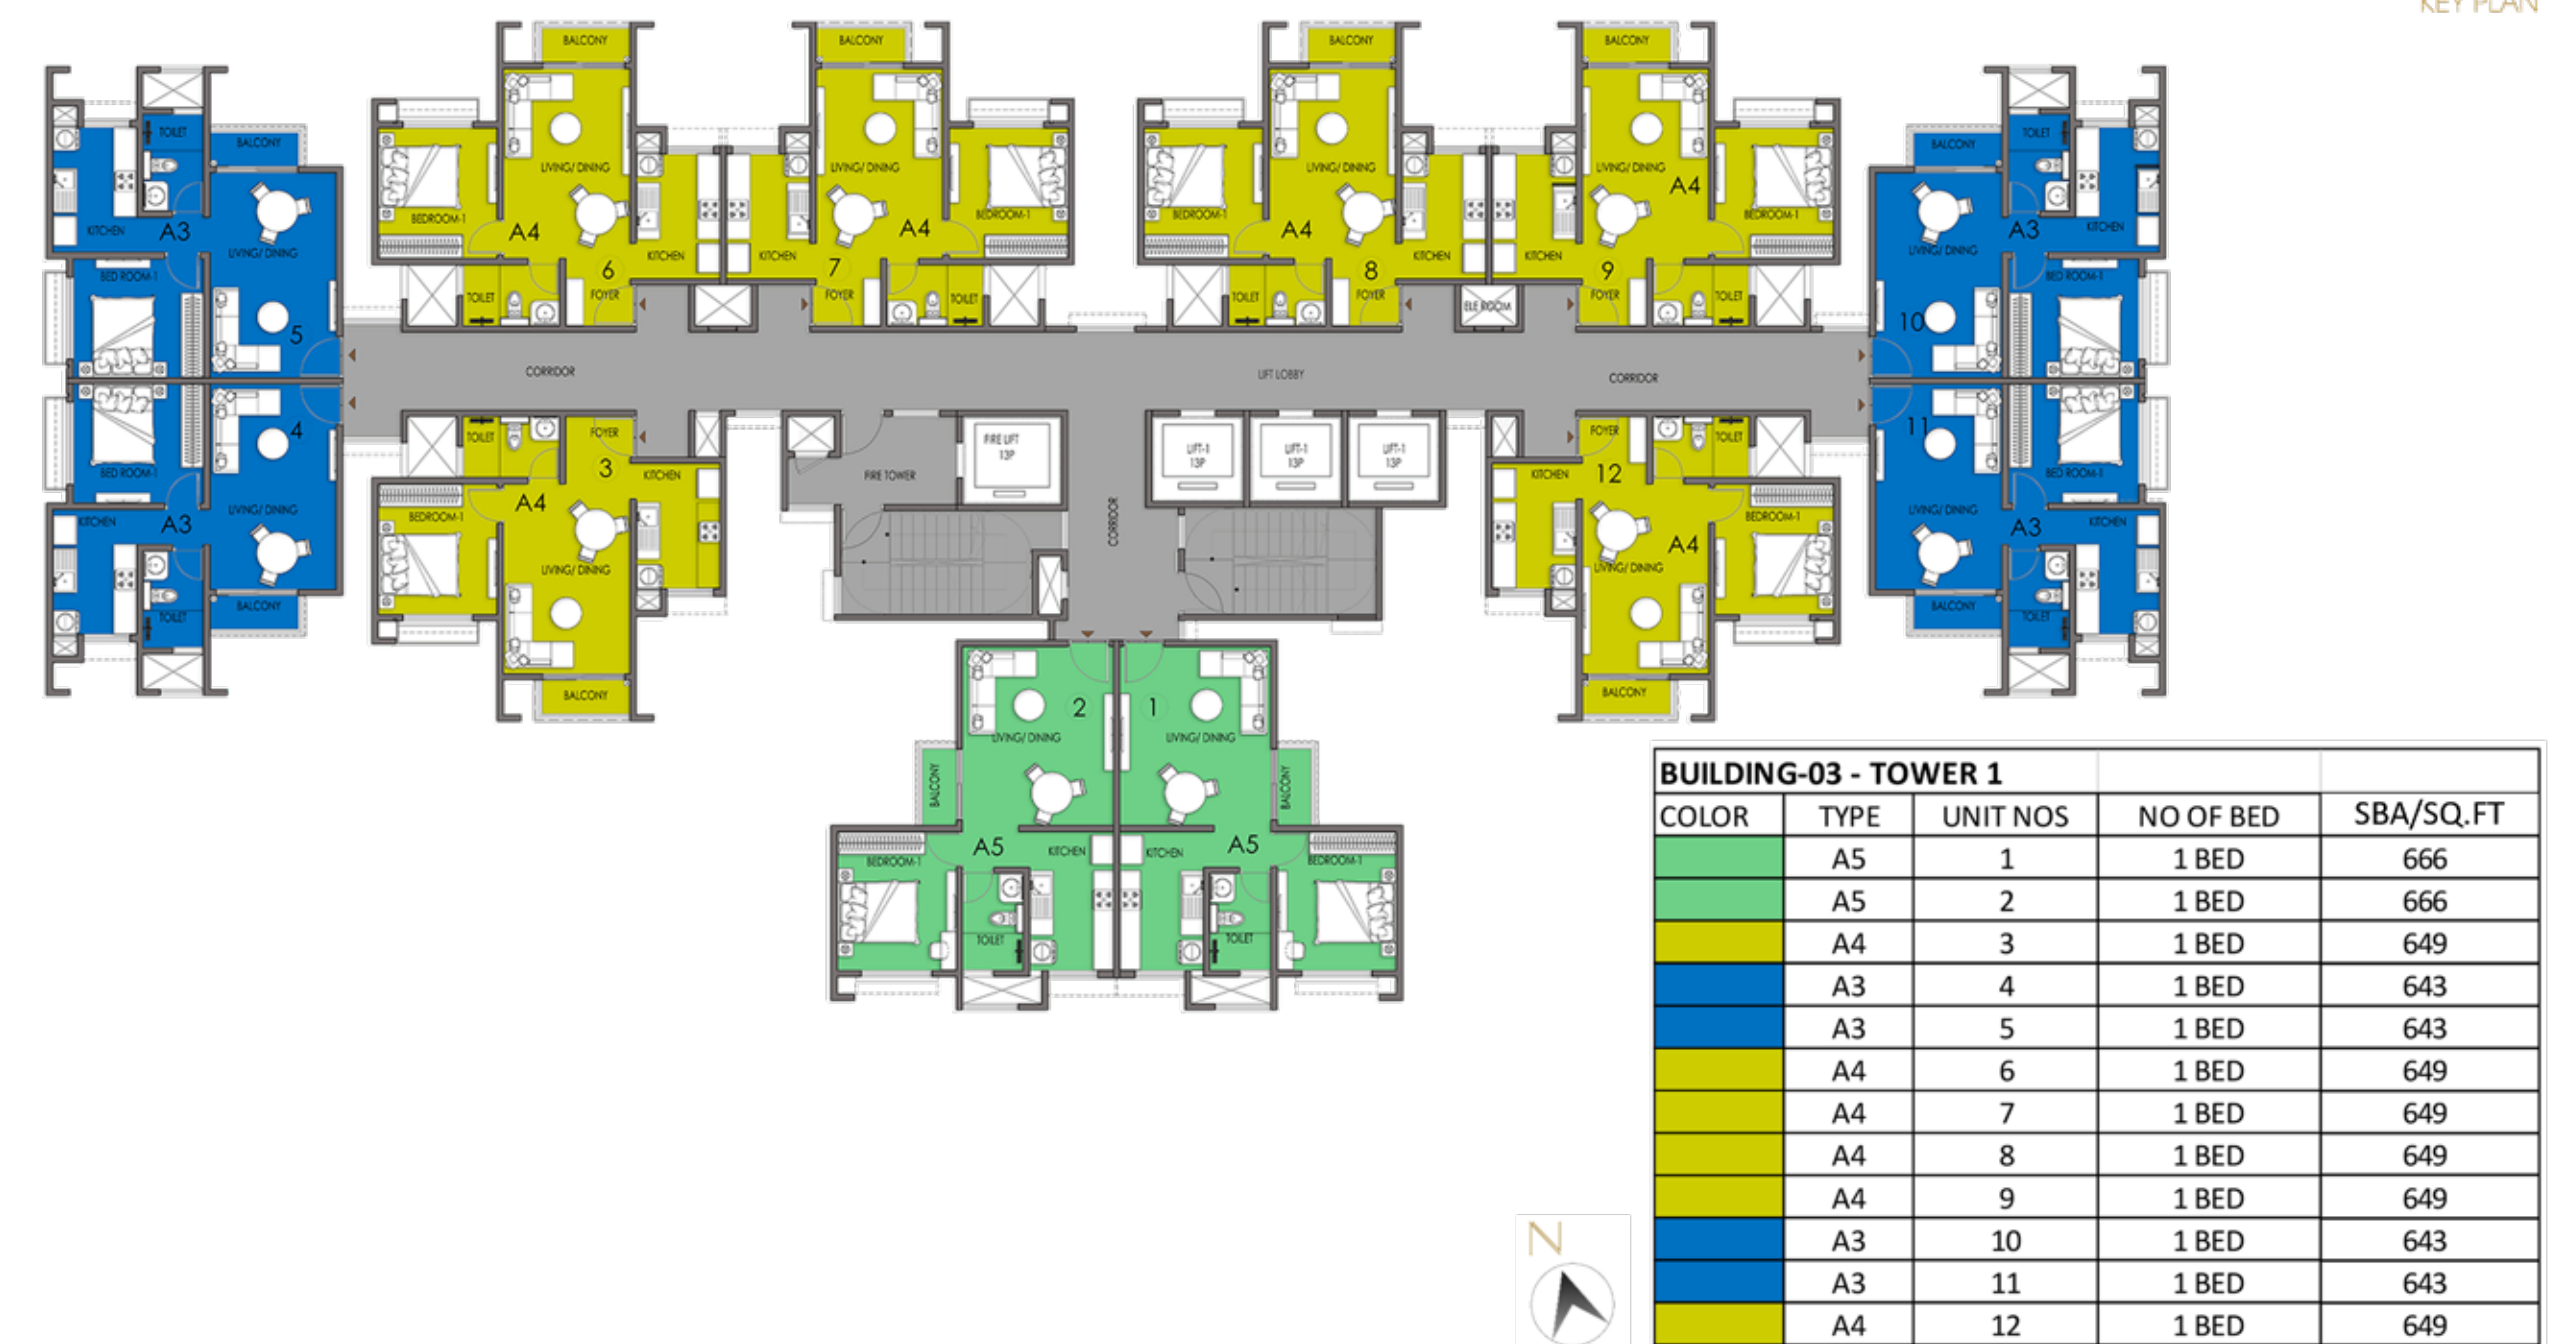 KEY PLAN
BALCONY
BALCONY
BALCONY
BALCONY
TOILET
BALCONY
KITCHEN
A3
LIVING/ DINING
BED ROOM-1
5
LIVING/ DINING
BEDROOM-1
A4
6
KITCHEN
TOILET
FOYER
LIVING/ DINING
A4
BEDROOM-1
KITCHEN
7
FOYER
TOILET
LIVING/ DINING
BEDROOM-1
A4
8
KITCHEN
TOILET
FOYER
ELE ROOM
LIVING/ DINING
A4
BEDROOM-1
KITCHEN
9
FOYER
TOILET
TOILET
BALCONY
A3
KITCHEN
LIVING/ DINING
BED ROOM-1
10
CORRIDOR
LIFT LOBBY
CORRIDOR
4
BED ROOM-1
LIVING/ DINING
KITCHEN
A3
BALCONY
TOILET
TOILET
FOYER
3
KITCHEN
A4
BEDROOM-1
LIVING/ DINING
BALCONY
FIRE TOWER
FIRE LIFT
13P
CORRIDOR
LIFT-1
13P
LIFT-1
13P
LIFT-1
13P
FOYER
TOILET
KITCHEN
12
BEDROOM-1
A4
LIVING/ DINING
BALCONY
11
BED ROOM-1
LIVING/ DINING
KITCHEN
A3
BALCONY
TOILET
2
LIVING/ DINING
BALCONY
A5
KITCHEN
BEDROOM-1
TOILET
1
LIVING/ DINING
BALCONY
KITCHEN
A5
BEDROOM-1
TOILET
BUILDING-03 - TOWER 1
COLOR TYPE UNIT NOS NO OF BED SBA/SQ.FT
A5 1 1 BED 666
A5 2 1 BED 666
A4 3 1 BED 649
A3 4 1 BED 643
A3 5 1 BED 643
A4 6 1 BED 649
A4 7 1 BED 649
A4 8 1 BED 649
A4 9 1 BED 649
A3 10 1 BED 643
A3 11 1 BED 643
A4 12 1 BED 649
N